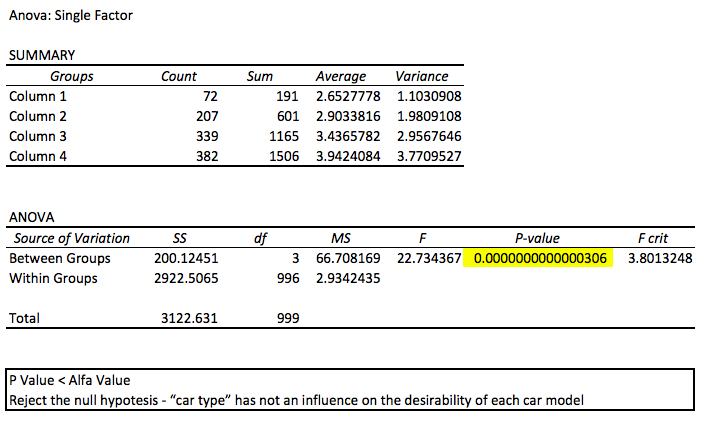 Anova: Single Factor
SUMMARY
Groups Count Sum Average Variance
Column 1 72 191 2.6527778 1.1030908
Column 2 207 601 2.9033816 1.9809108
Column 3 339 1165 3.4365782 2.9567646
Column 4 382 1506 3.9424084 3.7709527
ANOVA
Source of Variation SS df MS F P-value F crit
Between Groups 200.12451 3 66.708169 22.734367 0.0000000000000306 3.8013248
Within Groups 2922.5065 996 2.9342435
Total 3122.631 999
P Value < Alfa Value
Reject the null hypotesis - “car type” has not an influence on the desirability of each car model